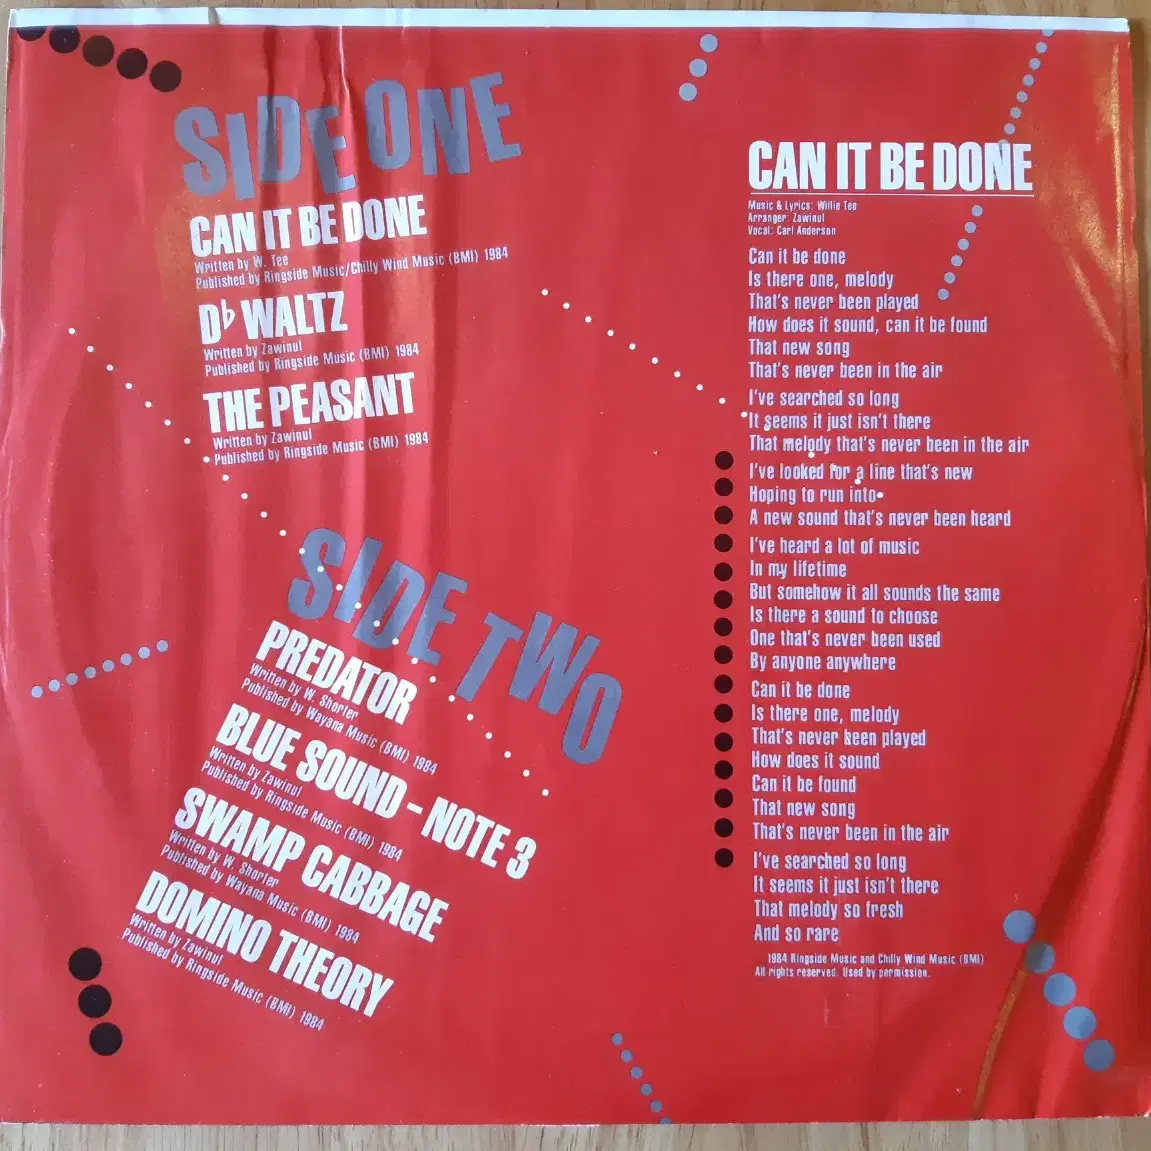 SIDE ONE
CAN IT BE DONE
Written by W. Tee
Published by Ringside Music/Chilly Wind Music (BMI) 1984
D♭ WALTZ
Written by Zawinul
Published by Ringside Music (BMI) 1984
THE PEASANT
Written by Zawinul
Published by Ringside Music (BMI) 1984
SIDE TWO
PREDATOR
Written by W. Shorter
Published by Wayana Music (BMI) 1984
BLUE SOUND - NOTE 3
Written by Zawinul
Published by Ringside Music (BMI) 1984
SWAMP CABBAGE
Written by W. Shorter
Published by Wayana Music (BMI) 1984
DOMINO THEORY
Written by Zawinul
Published by Ringside Music (BMI) 1984
CAN IT BE DONE
Music & Lyrics: Willie Tee
Arranger: Zawinul
Vocal: Carl Anderson
Can it be done
Is there one, melody
That's never been played
How does it sound, can it be found
That new song
That's never been in the air
I've searched so long
It seems it just isn't there
That melody that's never been in the air
I've looked for a line that's new
Hoping to run into
A new sound that's never been heard
I've heard a lot of music
In my lifetime
But somehow it all sounds the same
Is there a sound to choose
One that's never been used
By anyone anywhere
Can it be done
Is there one, melody
That's never been played
How does it sound
Can it be found
That new song
That's never been in the air
I've searched so long
It seems it just isn't there
That melody so fresh
And so rare
1984 Ringside Music and Chilly Wind Music (BMI)
All rights reserved. Used by permission.